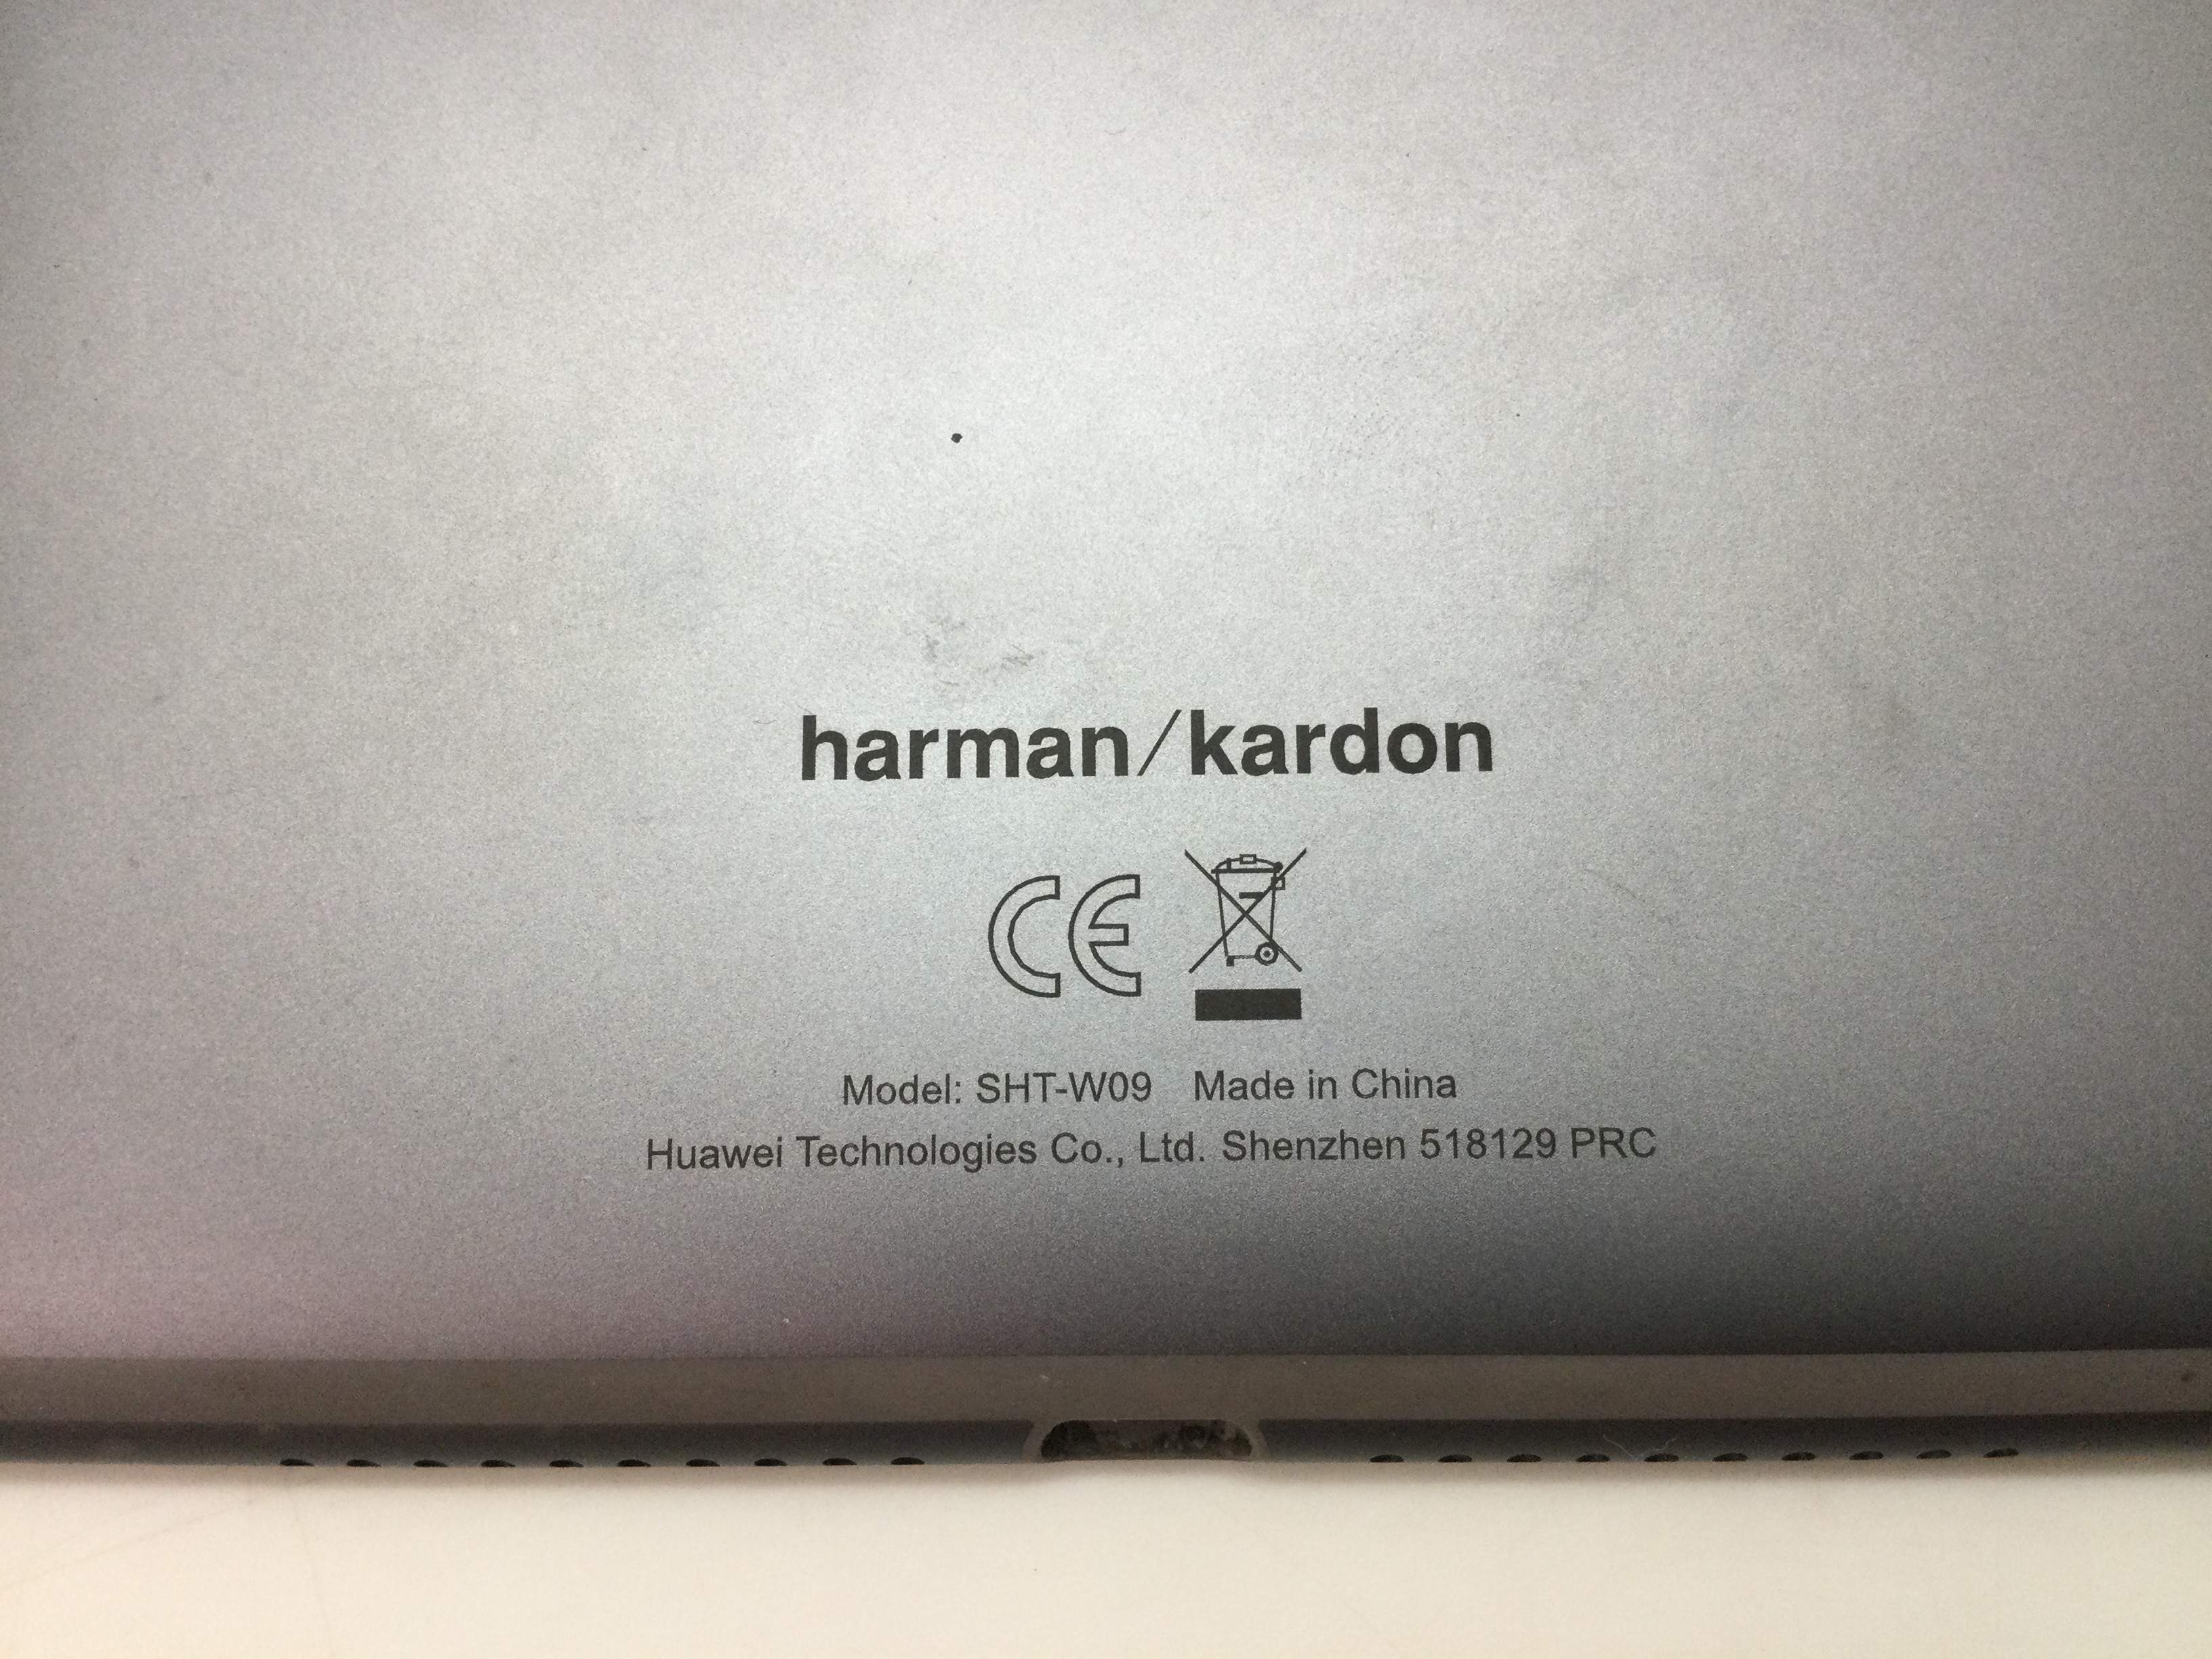 harman/kardon
CE
Model: SHT-W09 Made in China
Huawei Technologies Co., Ltd. Shenzhen 518129 PRC